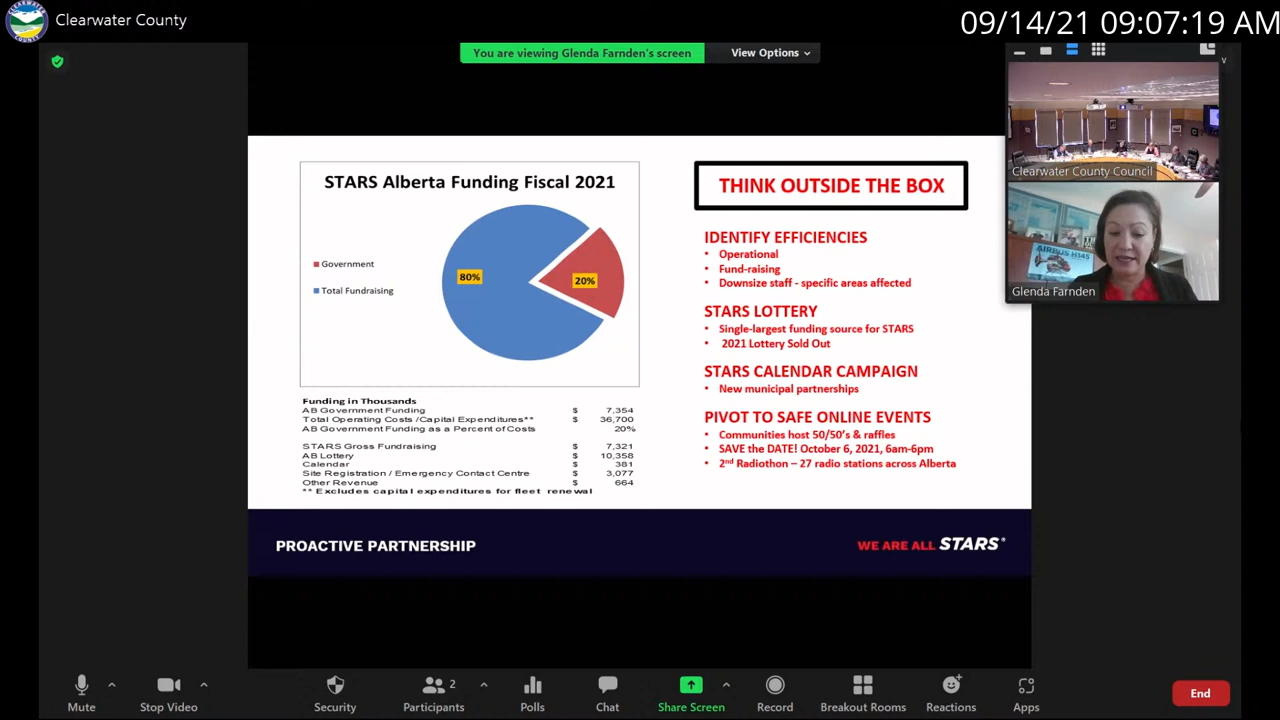 Clearwater County
09/14/21 09:07:19 AM
You are viewing Glenda Farnden's screen
View Options
STARS Alberta Funding Fiscal 2021
Government
Total Fundraising
80%
20%
Funding in Thousands
AB Government Funding $ 7,354
Total Operating Costs /Capital Expenditures** $ 36,700
AB Government Funding as a Percent of Costs 20%
STARS Gross Fundraising $ 7,321
AB Lottery $ 10,358
Calendar $ 381
Site Registration / Emergency Contact Centre $ 3,077
Other Revenue $ 664
** Excludes capital expenditures for fleet renewal
THINK OUTSIDE THE BOX
IDENTIFY EFFICIENCIES
• Operational
• Fund-raising
• Downsize staff - specific areas affected
STARS LOTTERY
• Single-largest funding source for STARS
• 2021 Lottery Sold Out
STARS CALENDAR CAMPAIGN
• New municipal partnerships
PIVOT TO SAFE ONLINE EVENTS
• Communities host 50/50's & raffles
• SAVE the DATE! October 6, 2021, 6am-6pm
• 2nd Radiothon – 27 radio stations across Alberta
PROACTIVE PARTNERSHIP
WE ARE ALL STARS
Clearwater County Council
AIRBUS H145
Glenda Farnden
Mute
Stop Video
Security
Participants
2
Polls
Chat
Share Screen
Record
Breakout Rooms
Reactions
Apps
End